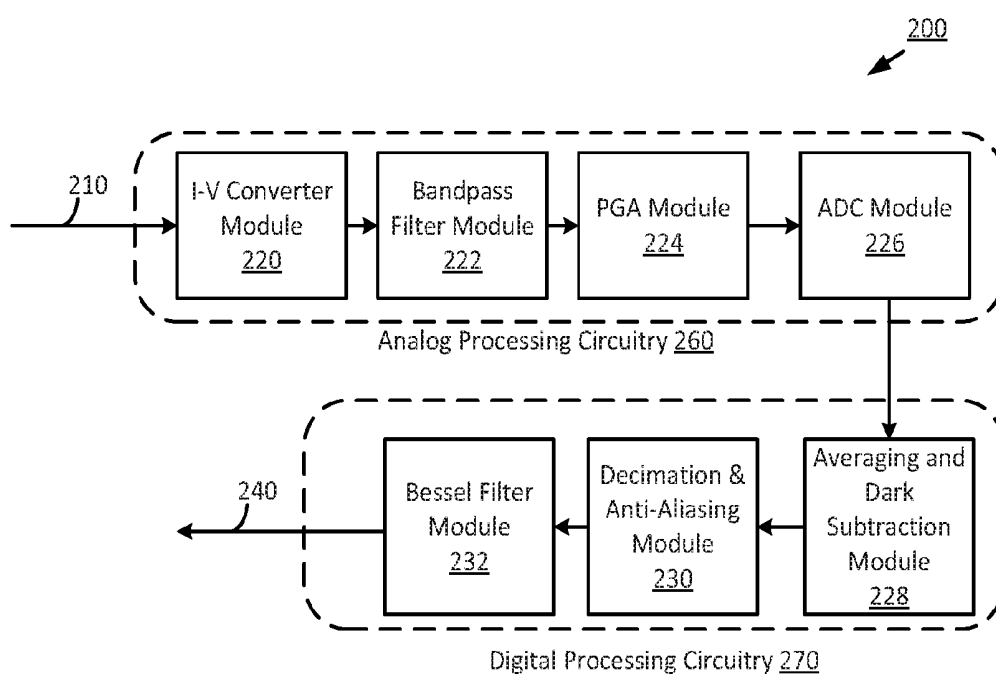 200
210
I-V Converter
Module
220
Bandpass
Filter Module
222
PGA Module
224
ADC Module
226
Analog Processing Circuitry 260
240
Bessel Filter
Module
232
Decimation &
Anti-Aliasing
Module
230
Averaging and
Dark
Subtraction
Module
228
Digital Processing Circuitry 270